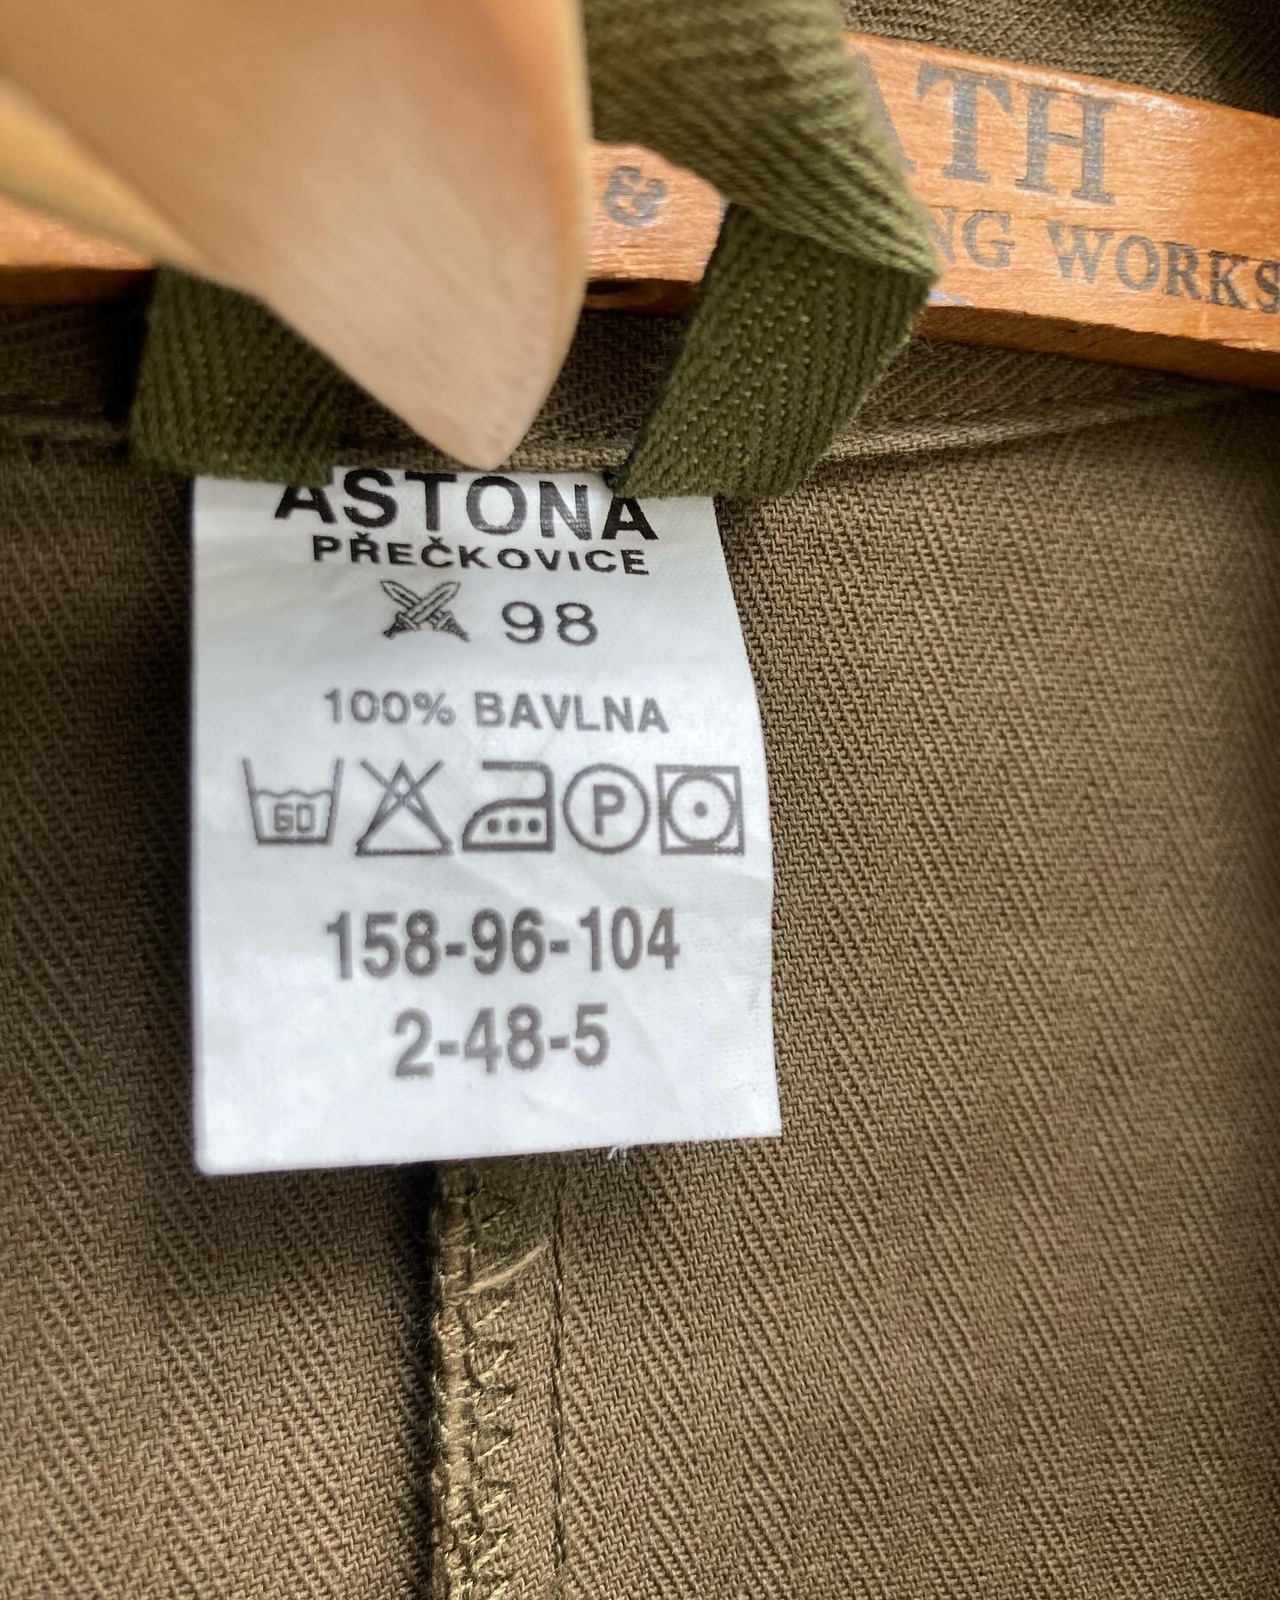 ATH
& NG WORKS
ASTONA
PŘEČKOVICE
98
100% BAVLNA
60 P
158-96-104
2-48-5